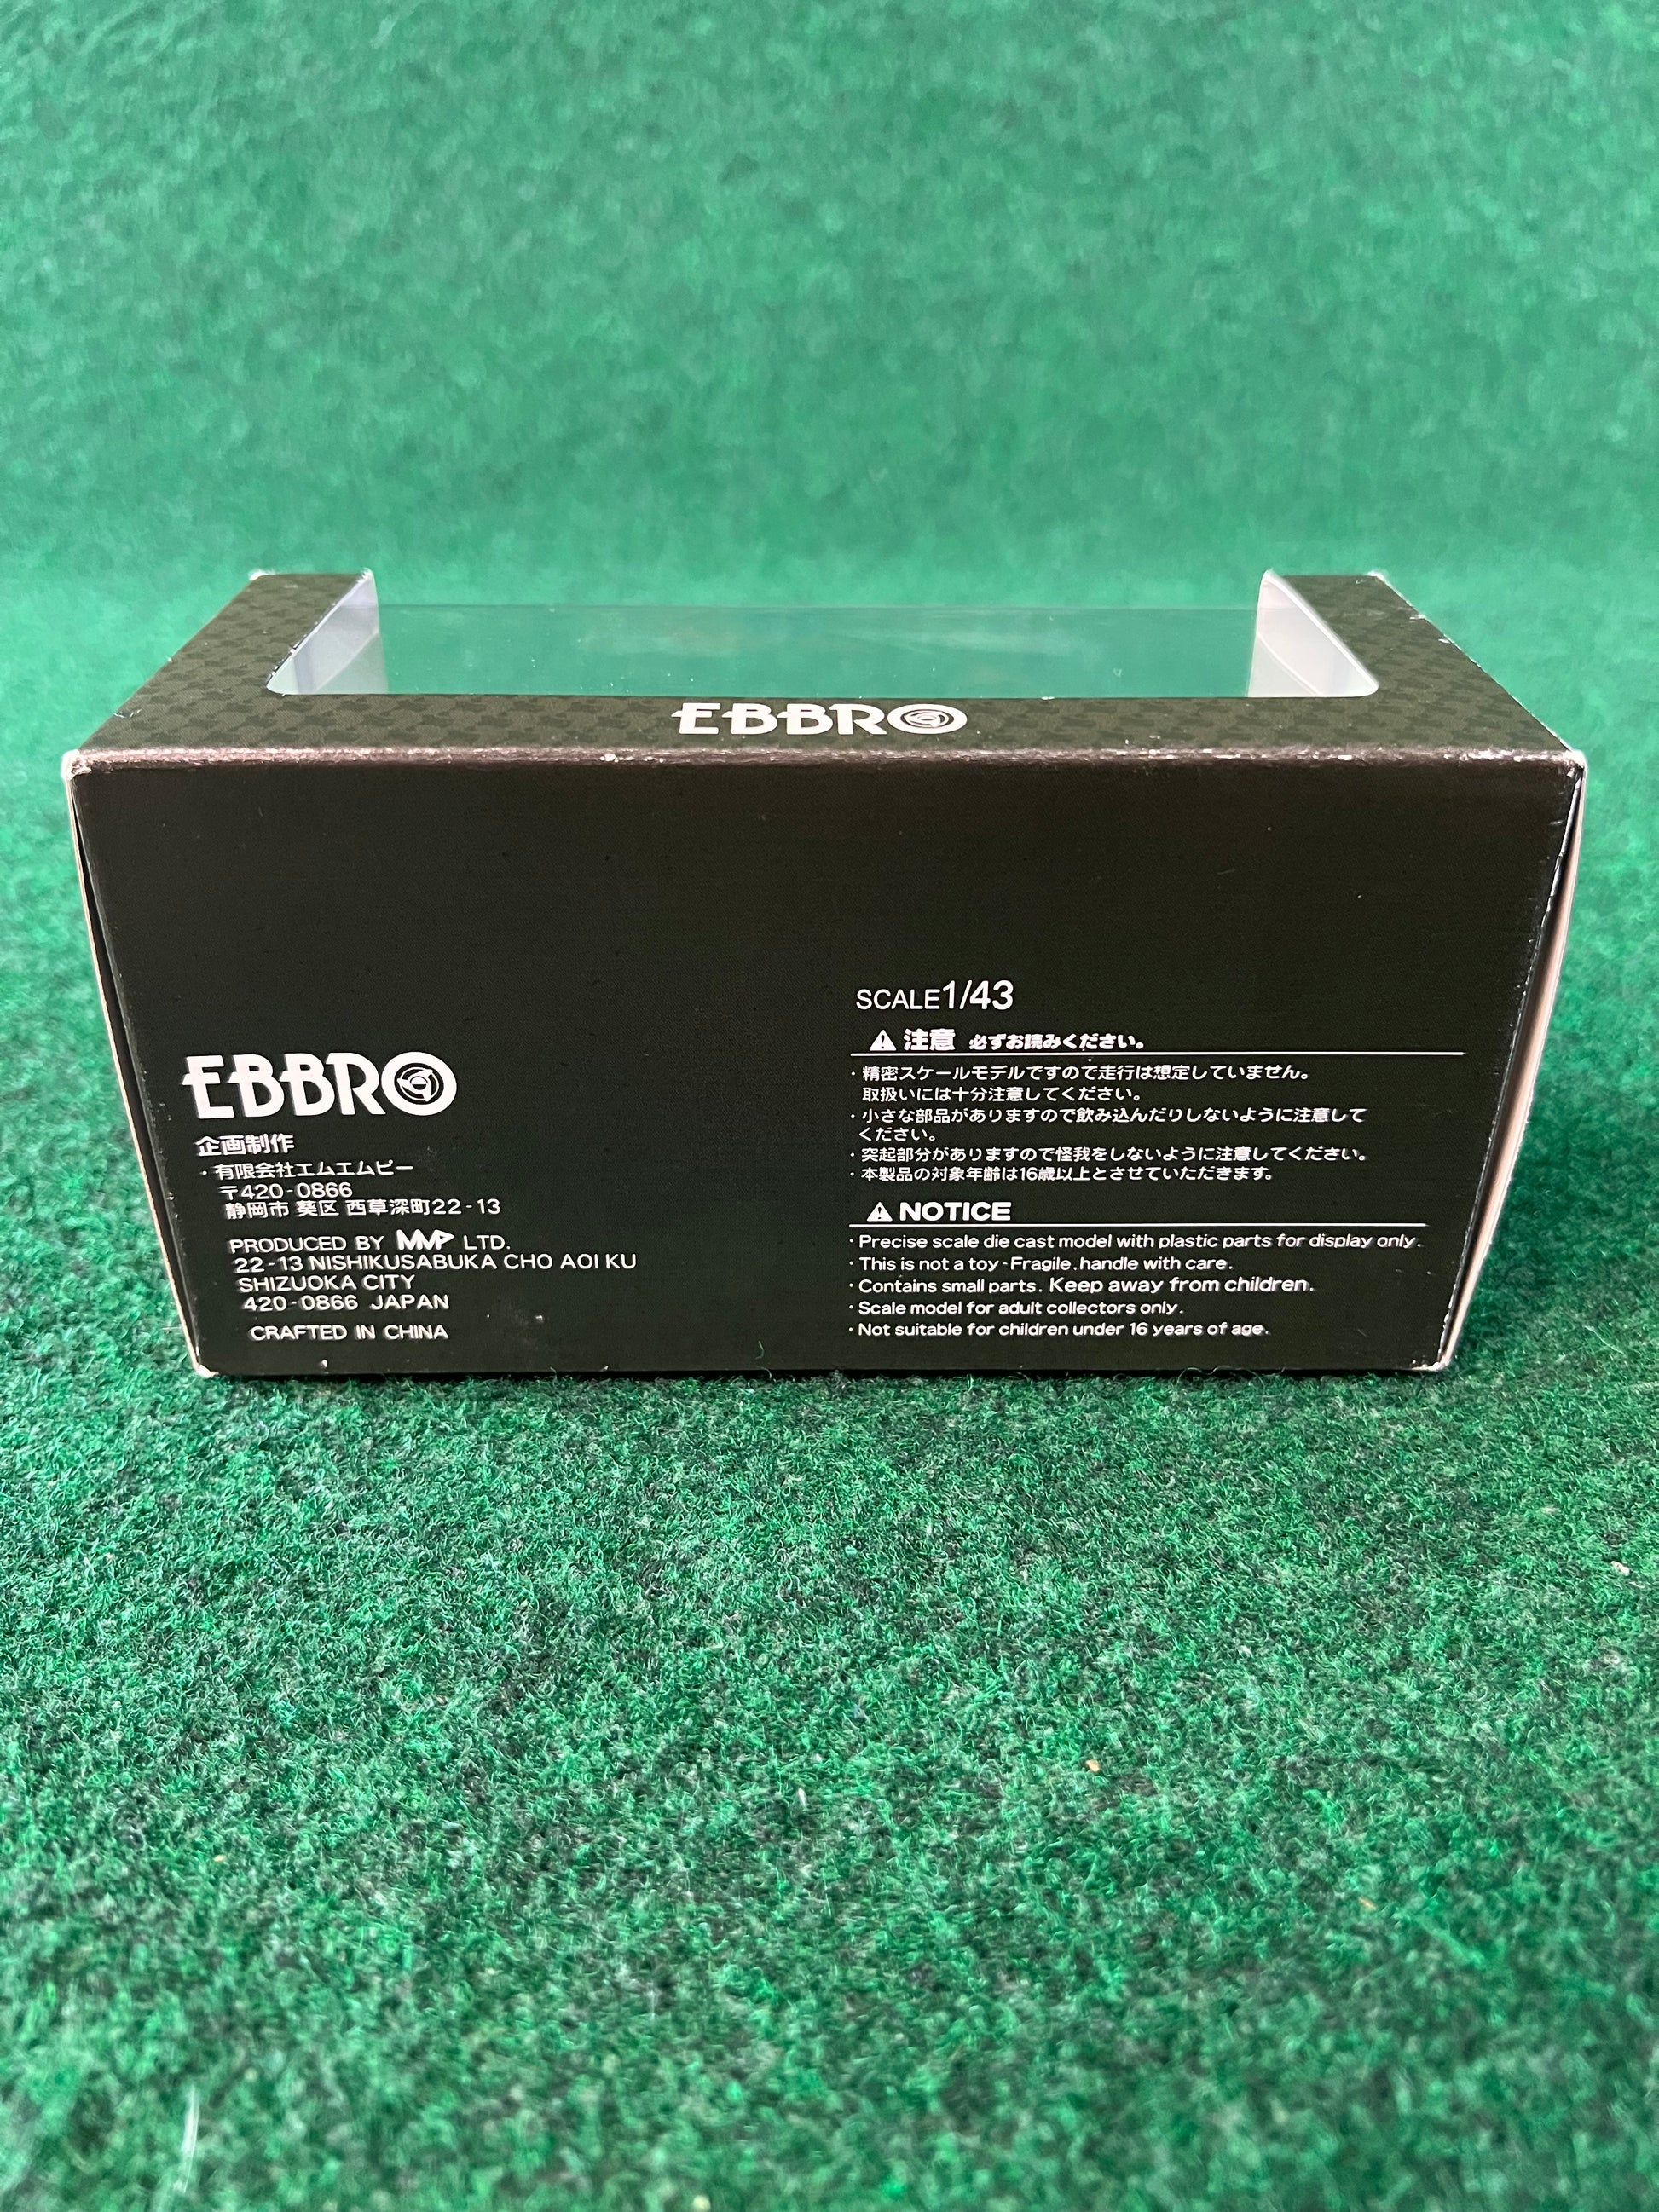 EBBRO
EBBRO
企画制作
・有限会社エムエムピー
〒420-0866
静岡市 葵区 西草深町22-13
PRODUCED BY MMP LTD.
22-13 NISHIKUSABUKA CHO AOI KU
SHIZUOKA CITY
420-0866 JAPAN
CRAFTED IN CHINA
SCALE1/43
注意 必ずお読みください。
・精密スケールモデルですので走行は想定していません。
取扱いには十分注意してください。
・小さな部品がありますので飲み込んだりしないように注意して
ください。
・突起部分がありますので怪我をしないように注意してください。
・本製品の対象年齢は16歳以上とさせていただきます。
NOTICE
・Precise scale die cast model with plastic parts for display only.
・This is not a toy-Fragile.handle with care.
・Contains small parts. Keep away from children.
・Scale model for adult collectors only.
・Not suitable for children under 16 years of age.